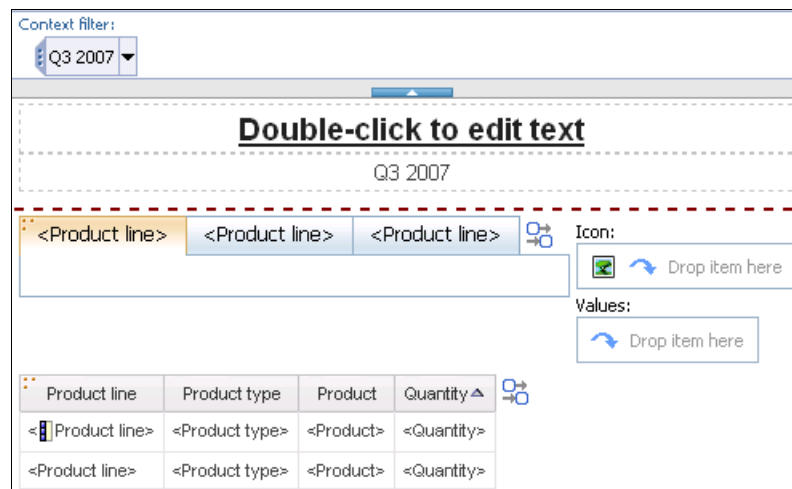 Context filter:
Q3 2007
Double-click to edit text
Q3 2007
<Product line> <Product line> <Product line>
Icon:
Drop item here
Values:
Drop item here
Product line Product type Product Quantity
<Product line> <Product type> <Product> <Quantity>
<Product line> <Product type> <Product> <Quantity>